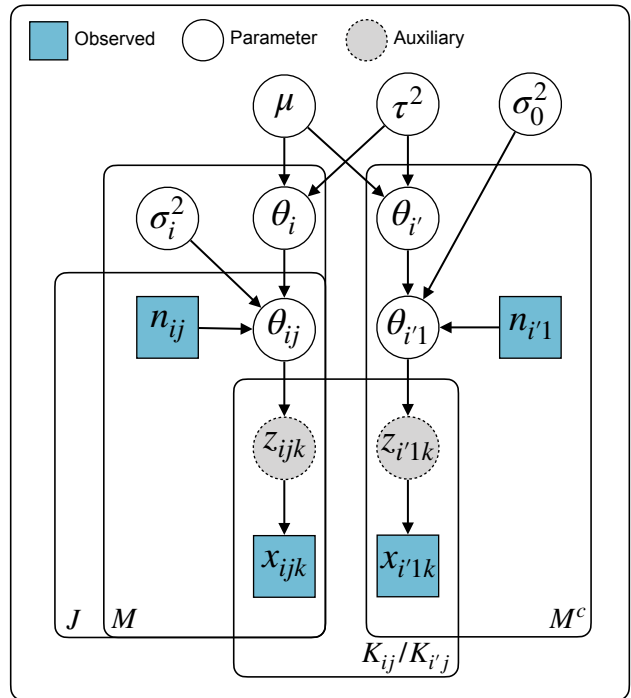 Observed Parameter Auxiliary
μ τ² σ₀²
σᵢ² θᵢ θᵢ′
nᵢⱼ θᵢⱼ θᵢ′₁ nᵢ′₁
zᵢⱼₖ zᵢ′₁ₖ
xᵢⱼₖ xᵢ′₁ₖ
J M Mᶜ
Kᵢⱼ/Kᵢ′ⱼ